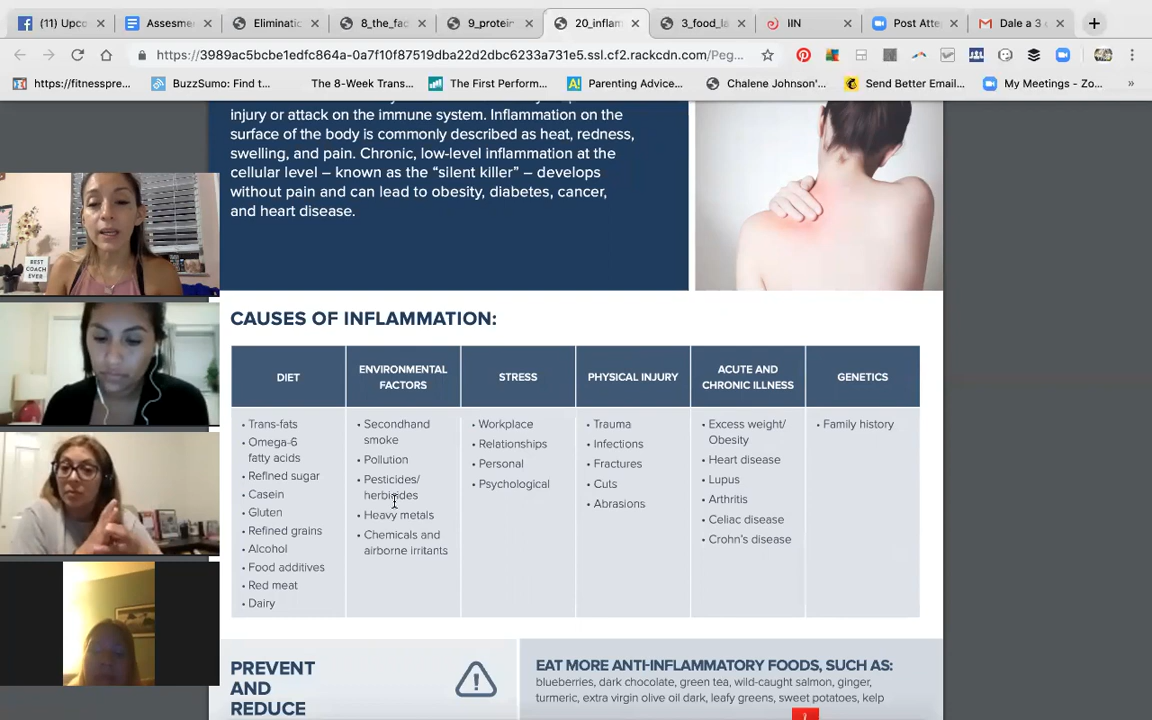 (11) Upco
Assessme
Eliminatio
8_the_fac
9_protein
20_inflam
3_food_la
IIN
Post Atte
Dale a 3
https://3989ac5bcbe1edfc864a-0a7f10f87519dba22d2dbc6233a731e5.ssl.cf2.rackcdn.com/Peg...
https://fitnesspre...
BuzzSumo: Find t...
The 8-Week Trans...
The First Perform...
Parenting Advice...
Chalene Johnson'...
Send Better Email...
My Meetings - Zo...
injury or attack on the immune system. Inflammation on the
surface of the body is commonly described as heat, redness,
swelling, and pain. Chronic, low-level inflammation at the
cellular level – known as the “silent killer” – develops
without pain and can lead to obesity, diabetes, cancer,
and heart disease.
BEST
COACH
EVER
CAUSES OF INFLAMMATION:
DIET
• Trans-fats
• Omega-6
fatty acids
• Refined sugar
• Casein
• Gluten
• Refined grains
• Alcohol
• Food additives
• Red meat
• Dairy
ENVIRONMENTAL
FACTORS
• Secondhand
smoke
• Pollution
• Pesticides/
herbicides
• Heavy metals
• Chemicals and
airborne irritants
STRESS
• Workplace
• Relationships
• Personal
• Psychological
PHYSICAL INJURY
• Trauma
• Infections
• Fractures
• Cuts
• Abrasions
ACUTE AND
CHRONIC ILLNESS
• Excess weight/
Obesity
• Heart disease
• Lupus
• Arthritis
• Celiac disease
• Crohn’s disease
GENETICS
• Family history
PREVENT
AND
REDUCE
EAT MORE ANTI-INFLAMMATORY FOODS, SUCH AS:
blueberries, dark chocolate, green tea, wild-caught salmon, ginger,
turmeric, extra virgin olive oil dark, leafy greens, sweet potatoes, kelp